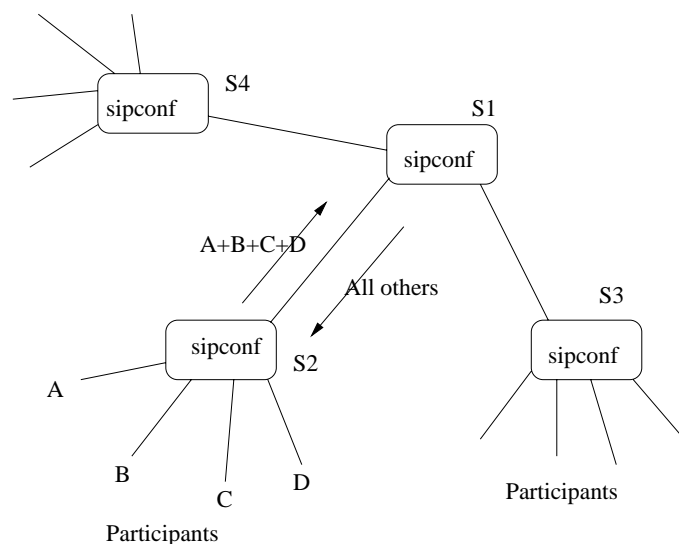 S4
sipconf
S1
sipconf
A+B+C+D
All others
S3
sipconf
S2
sipconf
A
B
C
D
Participants
Participants